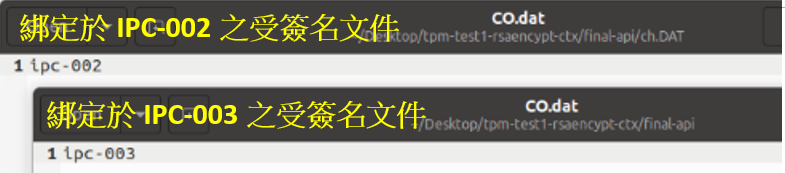 CO.dat
綁定於 IPC-002 之受簽名文件
/Desktop/tpm-test1-rsaencypt-ctx/final-api/ch.DAT
1 ipc-002
CO.dat
綁定於 IPC-003 之受簽名文件
~/Desktop/tpm-test1-rsaencypt-ctx/final-api
1 ipc-003